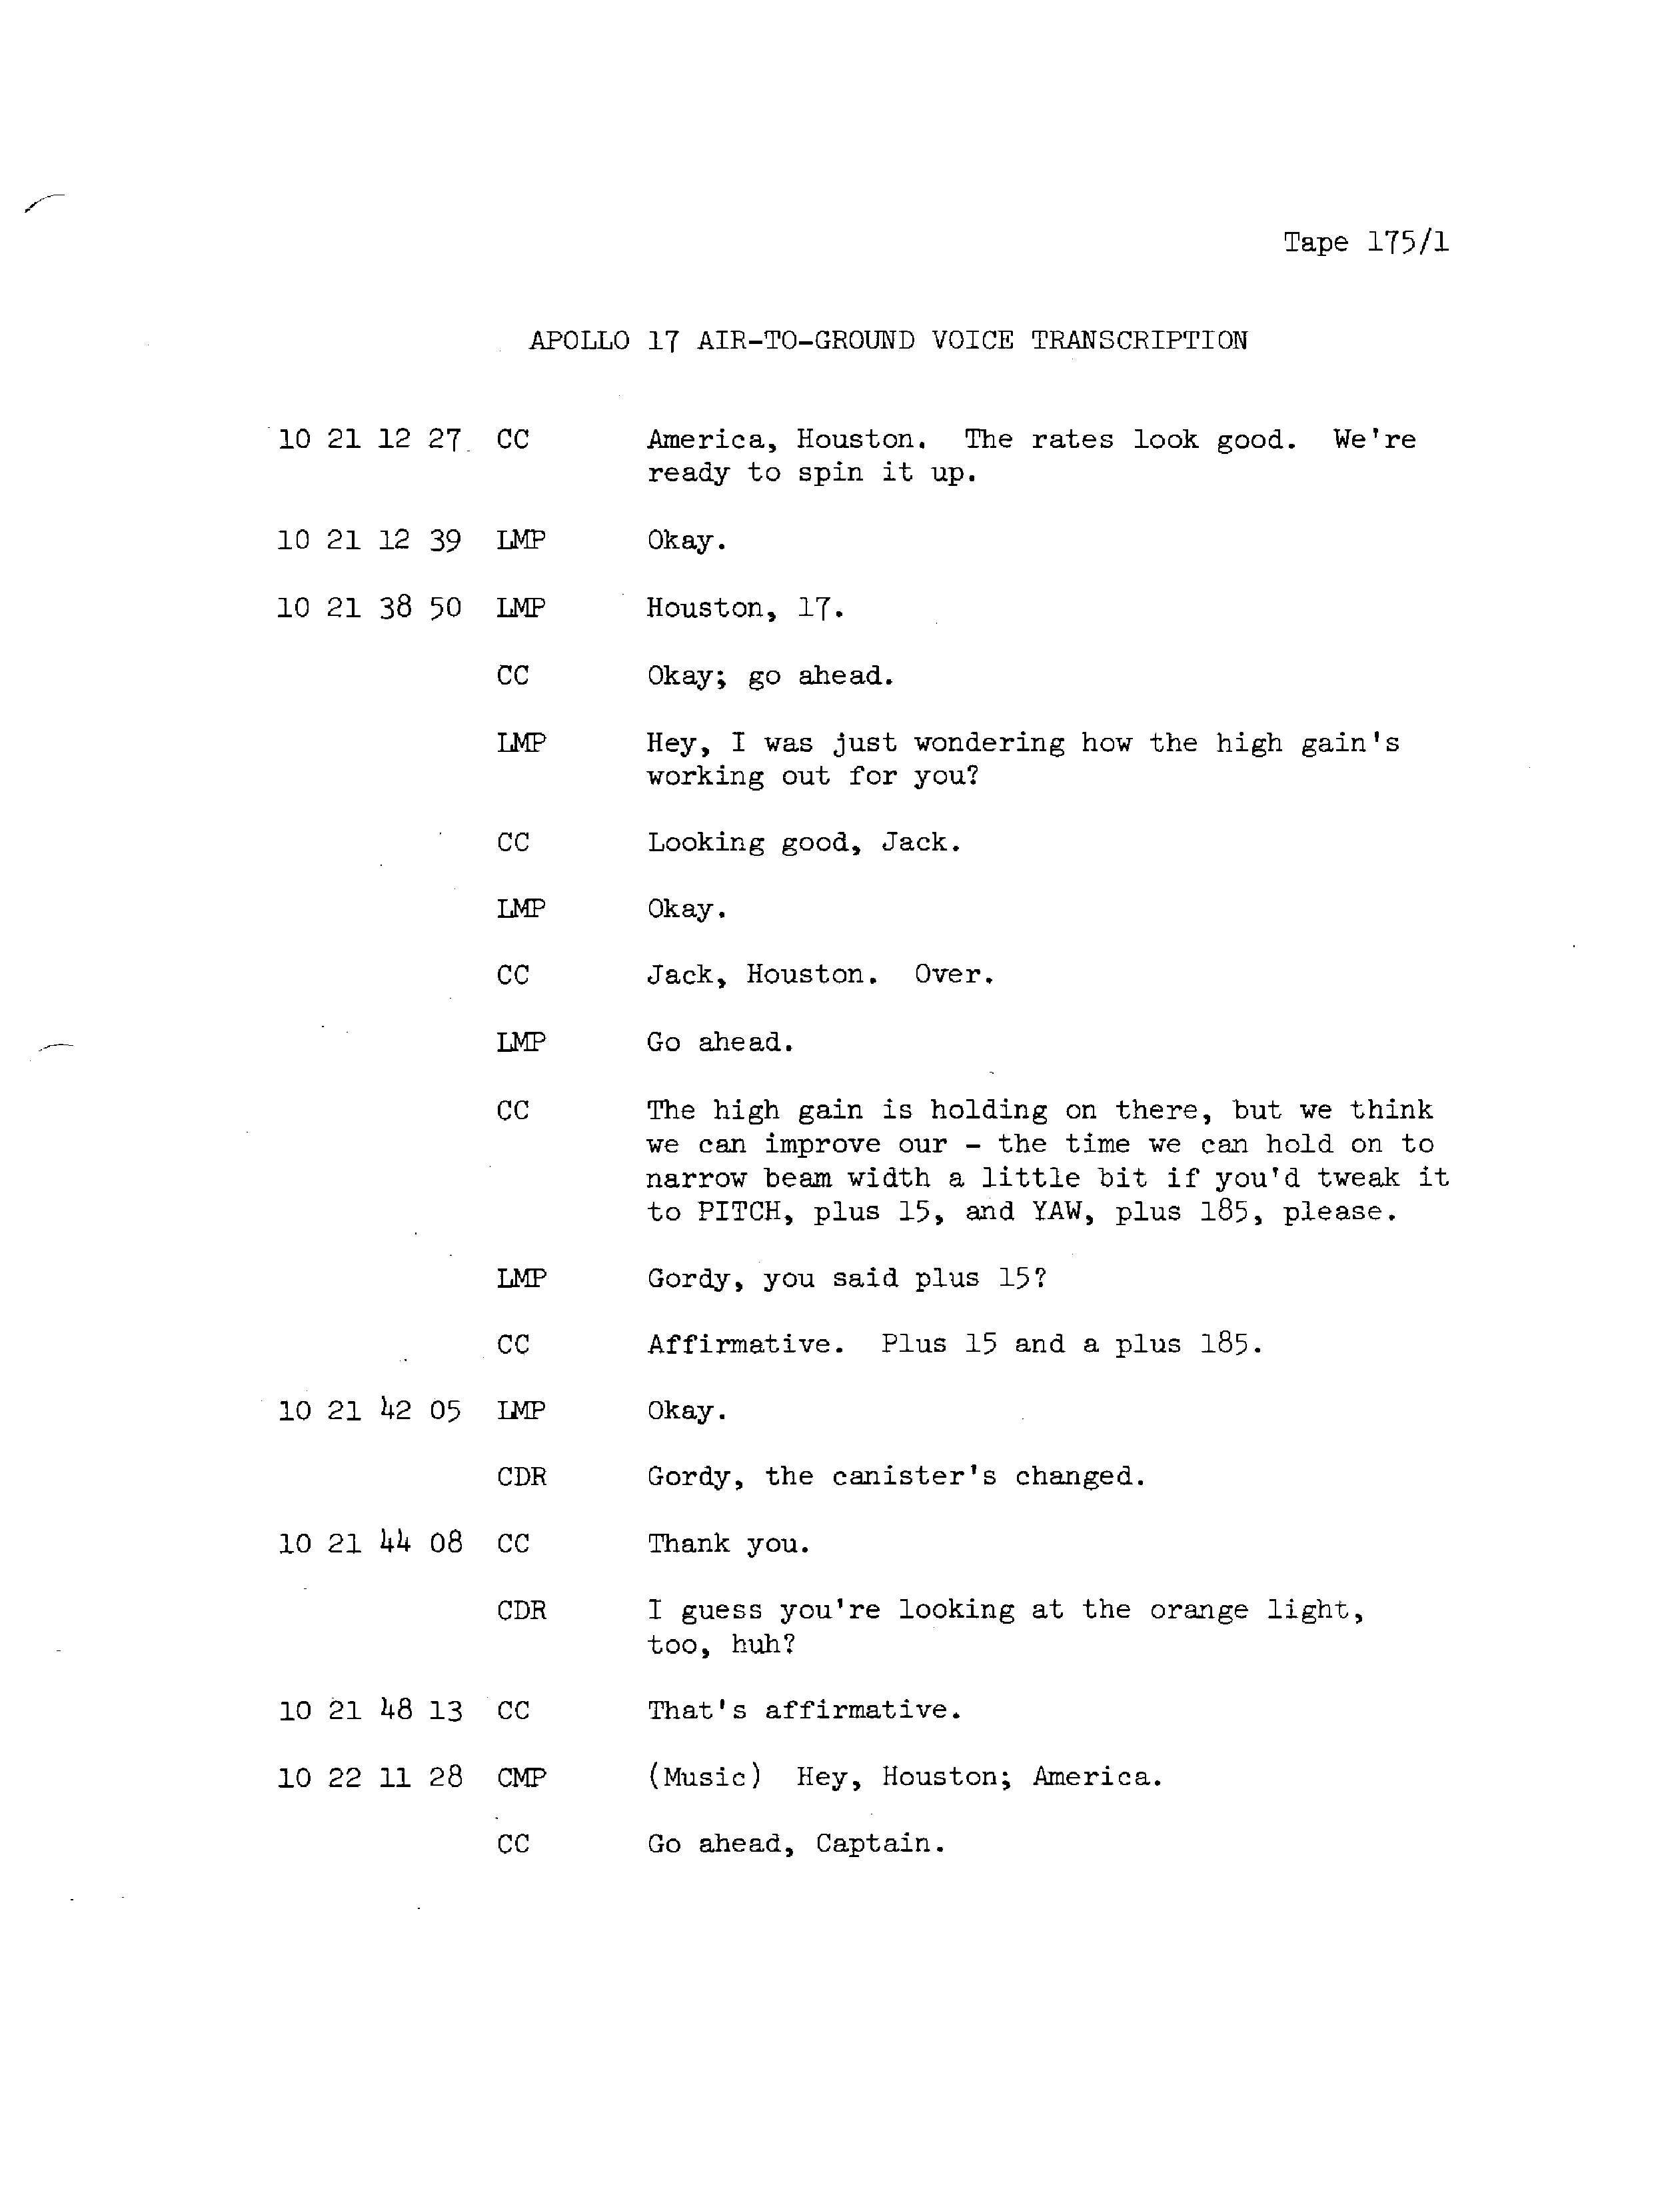 Tape 175/1
APOLLO 17 AIR-TO-GROUND VOICE TRANSCRIPTION
10 21 12 27 CC America, Houston. The rates look good. We're
ready to spin it up.
10 21 12 39 LMP Okay.
10 21 38 50 LMP Houston, 17.
CC Okay; go ahead.
LMP Hey, I was just wondering how the high gain's
working out for you?
CC Looking good, Jack.
LMP Okay.
CC Jack, Houston. Over.
LMP Go ahead.
CC The high gain is holding on there, but we think
we can improve our - the time we can hold on to
narrow beam width a little bit if you'd tweak it
to PITCH, plus 15, and YAW, plus 185, please.
LMP Gordy, you said plus 15?
CC Affirmative. Plus 15 and a plus 185.
10 21 42 05 LMP Okay.
CDR Gordy, the canister's changed.
10 21 44 08 CC Thank you.
CDR I guess you're looking at the orange light,
too, huh?
10 21 48 13 CC That's affirmative.
10 22 11 28 CMP (Music) Hey, Houston; America.
CC Go ahead, Captain.